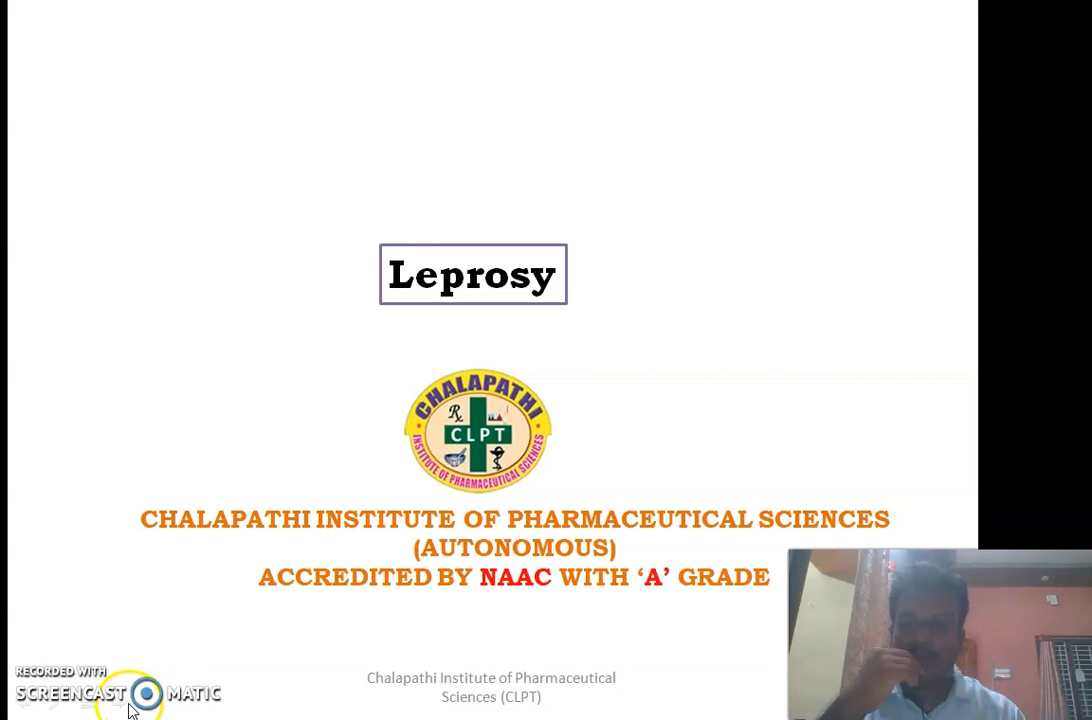 Leprosy
CHALAPATHI
Rx
CLPT
INSTITUTE OF PHARMACEUTICAL SCIENCES
CHALAPATHI INSTITUTE OF PHARMACEUTICAL SCIENCES
(AUTONOMOUS)
ACCREDITED BY NAAC WITH ‘A’ GRADE
RECORDED WITH
SCREENCAST MATIC
Chalapathi Institute of Pharmaceutical
Sciences (CLPT)